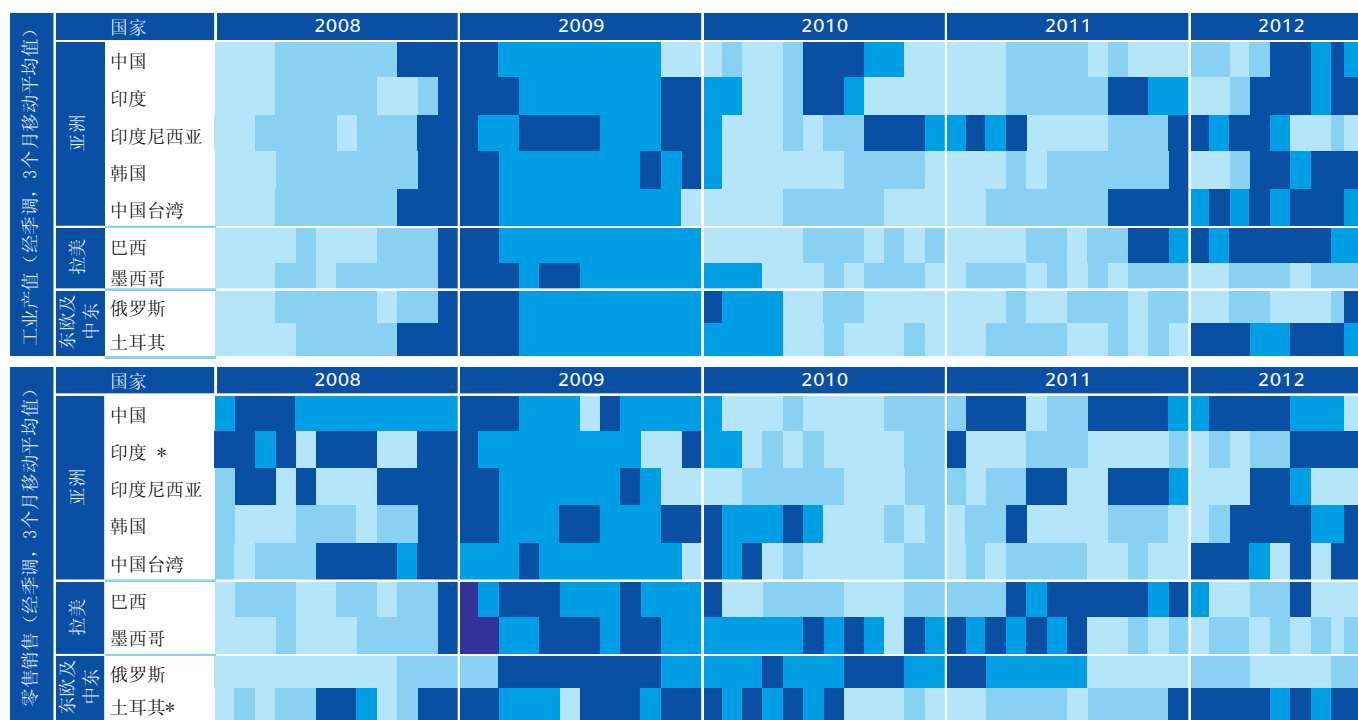 工业产值（经季调，3个月移动平均值）
国家 2008 2009 2010 2011 2012
亚洲
中国
印度
印度尼西亚
韩国
中国台湾
拉美
巴西
墨西哥
东欧及
中东
俄罗斯
土耳其
零售销售（经季调，3个月移动平均值）
国家 2008 2009 2010 2011 2012
亚洲
中国
印度 *
印度尼西亚
韩国
中国台湾
拉美
巴西
墨西哥
东欧及
中东
俄罗斯
土耳其*